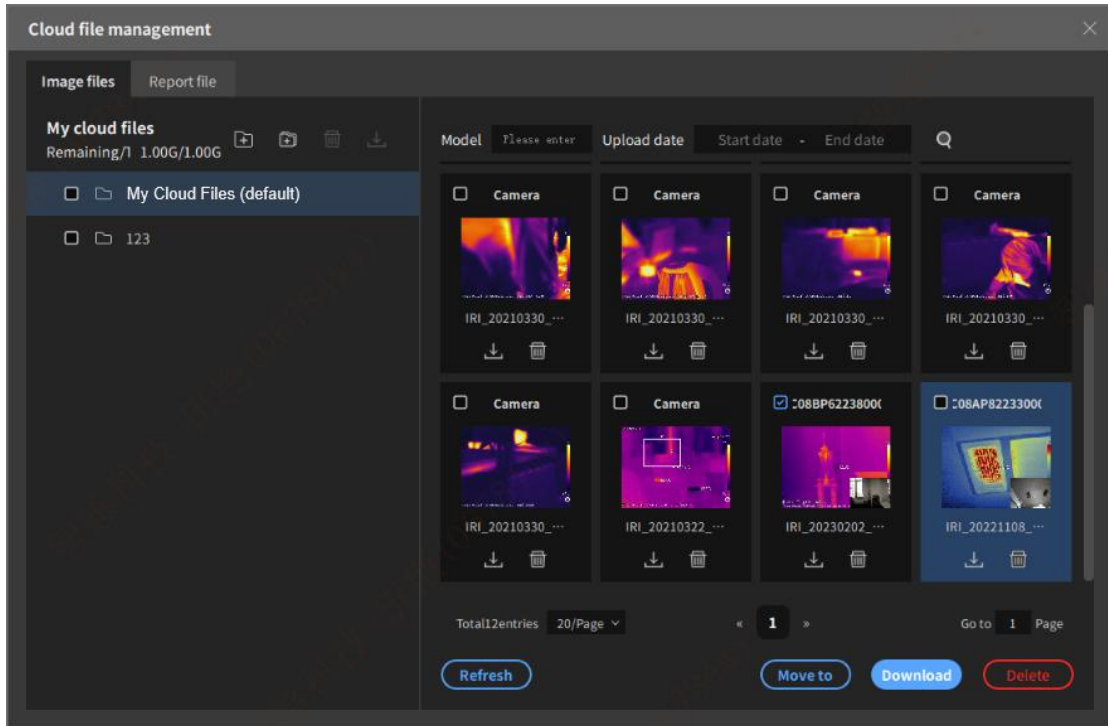 Cloud file management
Image files Report file
My cloud files
Remaining/1 1.00G/1.00G
My Cloud Files (default)
123
Model Please enter Upload date Start date - End date
Camera Camera Camera Camera
IRI_20210330_··· IRI_20210330_··· IRI_20210330_··· IRI_20210330_···
Camera Camera C08BP62238000 C08AP82233000
IRI_20210330_··· IRI_20210322_··· IRI_20230202_··· IRI_20221108_···
Total12entries 20/Page « 1 » Go to 1 Page
Refresh Move to Download Delete